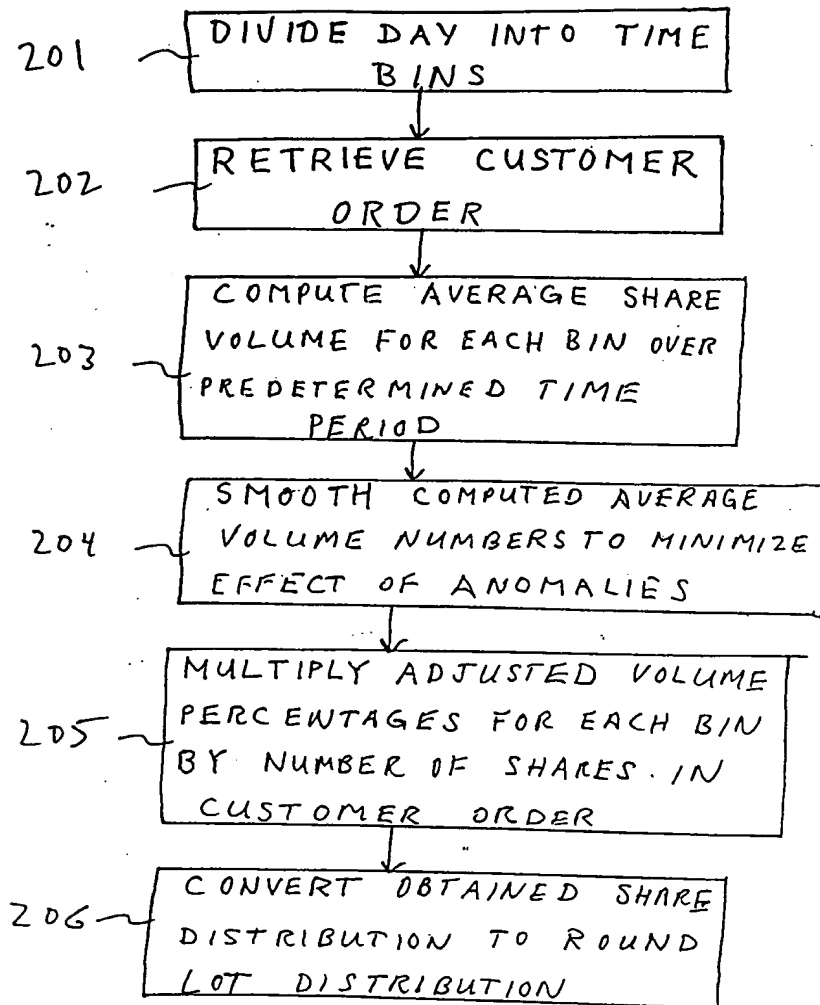 201
DIVIDE DAY INTO TIME
BINS
202
RETRIEVE CUSTOMER
ORDER
203
COMPUTE AVERAGE SHARE
VOLUME FOR EACH BIN OVER
PREDETERMINED TIME
PERIOD
204
SMOOTH COMPUTED AVERAGE
VOLUME NUMBERS TO MINIMIZE
EFFECT OF ANOMALIES
205
MULTIPLY ADJUSTED VOLUME
PERCENTAGES FOR EACH BIN
BY NUMBER OF SHARES IN
CUSTOMER ORDER
206
CONVERT OBTAINED SHARE
DISTRIBUTION TO ROUND
LOT DISTRIBUTION